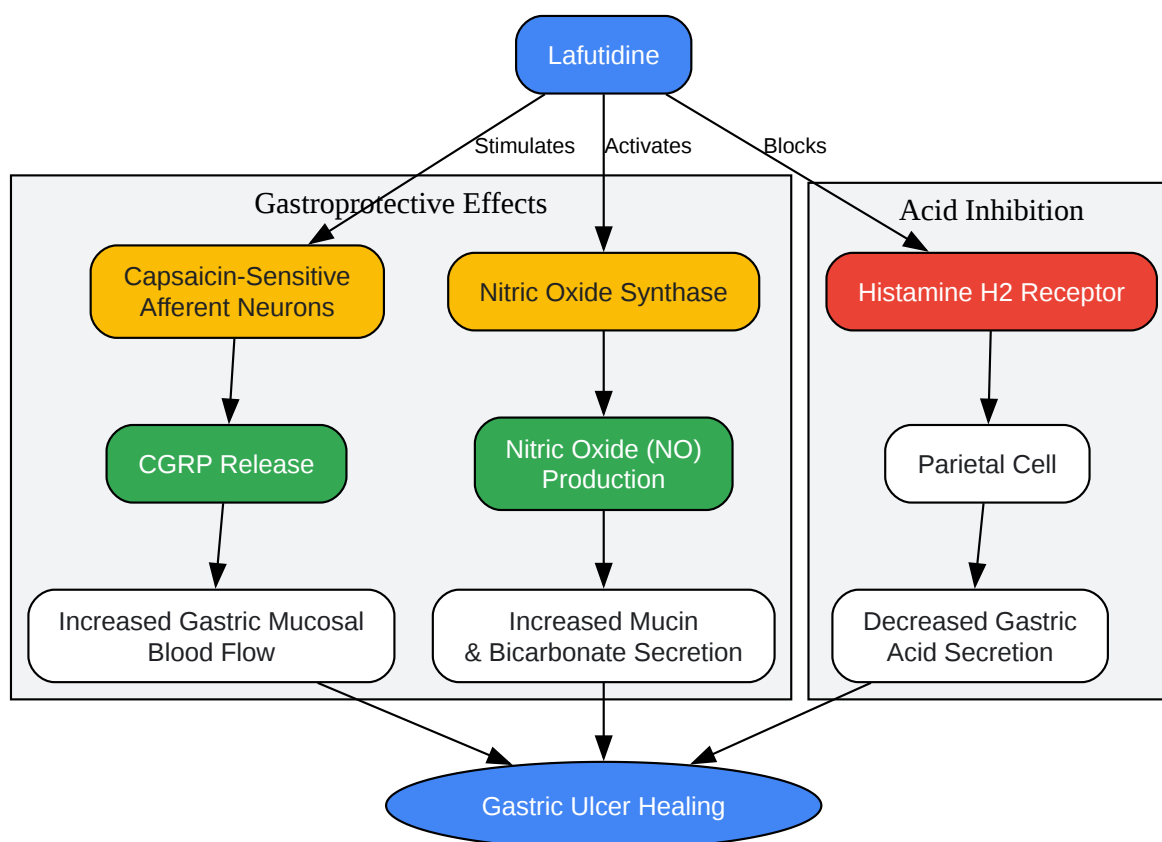 Lafutidine
Stimulates
Activates
Blocks
Gastroprotective Effects
Acid Inhibition
Capsaicin-Sensitive
Afferent Neurons
Nitric Oxide Synthase
Histamine H2 Receptor
CGRP Release
Nitric Oxide (NO)
Production
Parietal Cell
Increased Gastric Mucosal
Blood Flow
Increased Mucin
& Bicarbonate Secretion
Decreased Gastric
Acid Secretion
Gastric Ulcer Healing